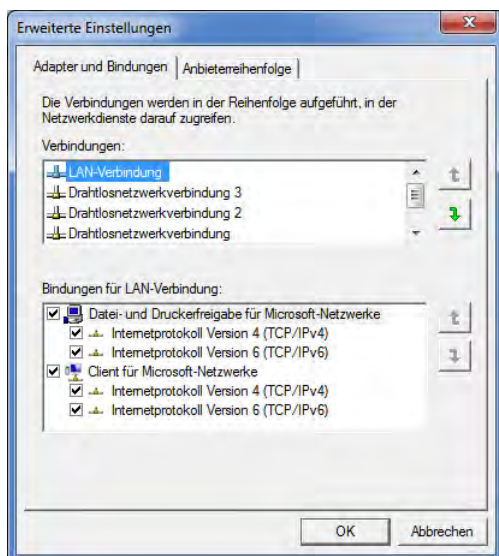 Erweiterte Einstellungen
Adapter und Bindungen
Anbieterreihenfolge
Die Verbindungen werden in der Reihenfolge aufgeführt, in der
Netzwerkdienste darauf zugreifen.
Verbindungen:
LAN-Verbindung
Drahtlosnetzwerkverbindung 3
Drahtlosnetzwerkverbindung 2
Drahtlosnetzwerkverbindung
Bindungen für LAN-Verbindung:
Datei- und Druckerfreigabe für Microsoft-Netzwerke
Internetprotokoll Version 4 (TCP/IPv4)
Internetprotokoll Version 6 (TCP/IPv6)
Client für Microsoft-Netzwerke
Internetprotokoll Version 4 (TCP/IPv4)
Internetprotokoll Version 6 (TCP/IPv6)
OK
Abbrechen